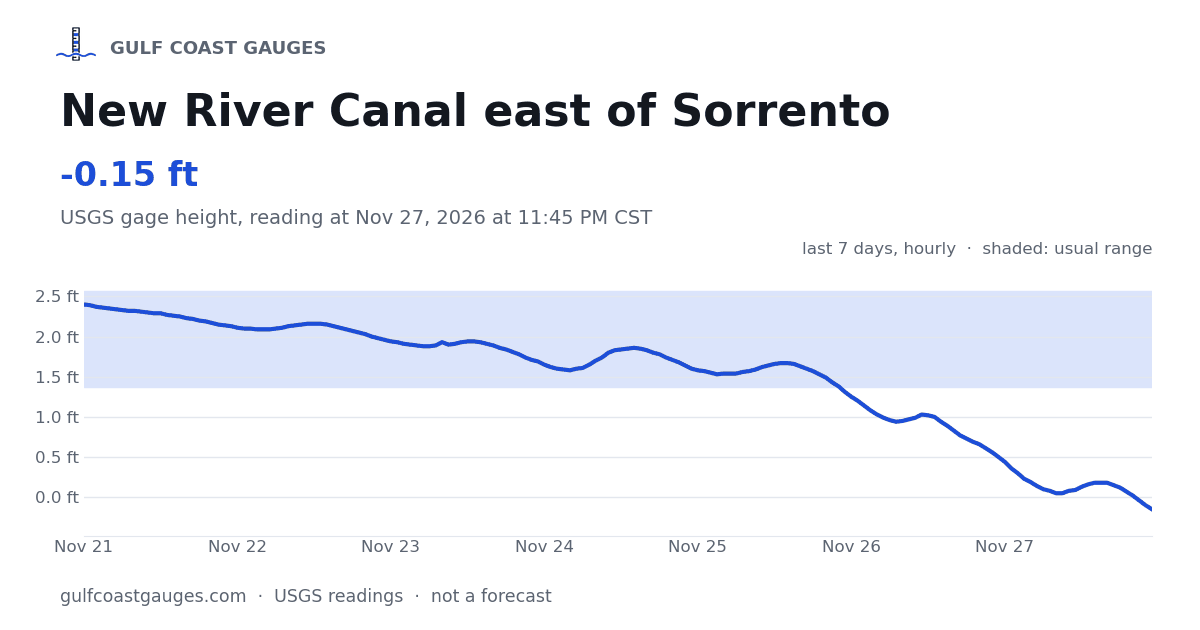 GULF COAST GAUGES
New River Canal east of Sorrento
-0.15 ft
USGS gage height, reading at Nov 27, 2026 at 11:45 PM CST
last 7 days, hourly · shaded: usual range
2.5 ft
2.0 ft
1.5 ft
1.0 ft
0.5 ft
0.0 ft
Nov 21 Nov 22 Nov 23 Nov 24 Nov 25 Nov 26 Nov 27
gulfcoastgauges.com · USGS readings · not a forecast